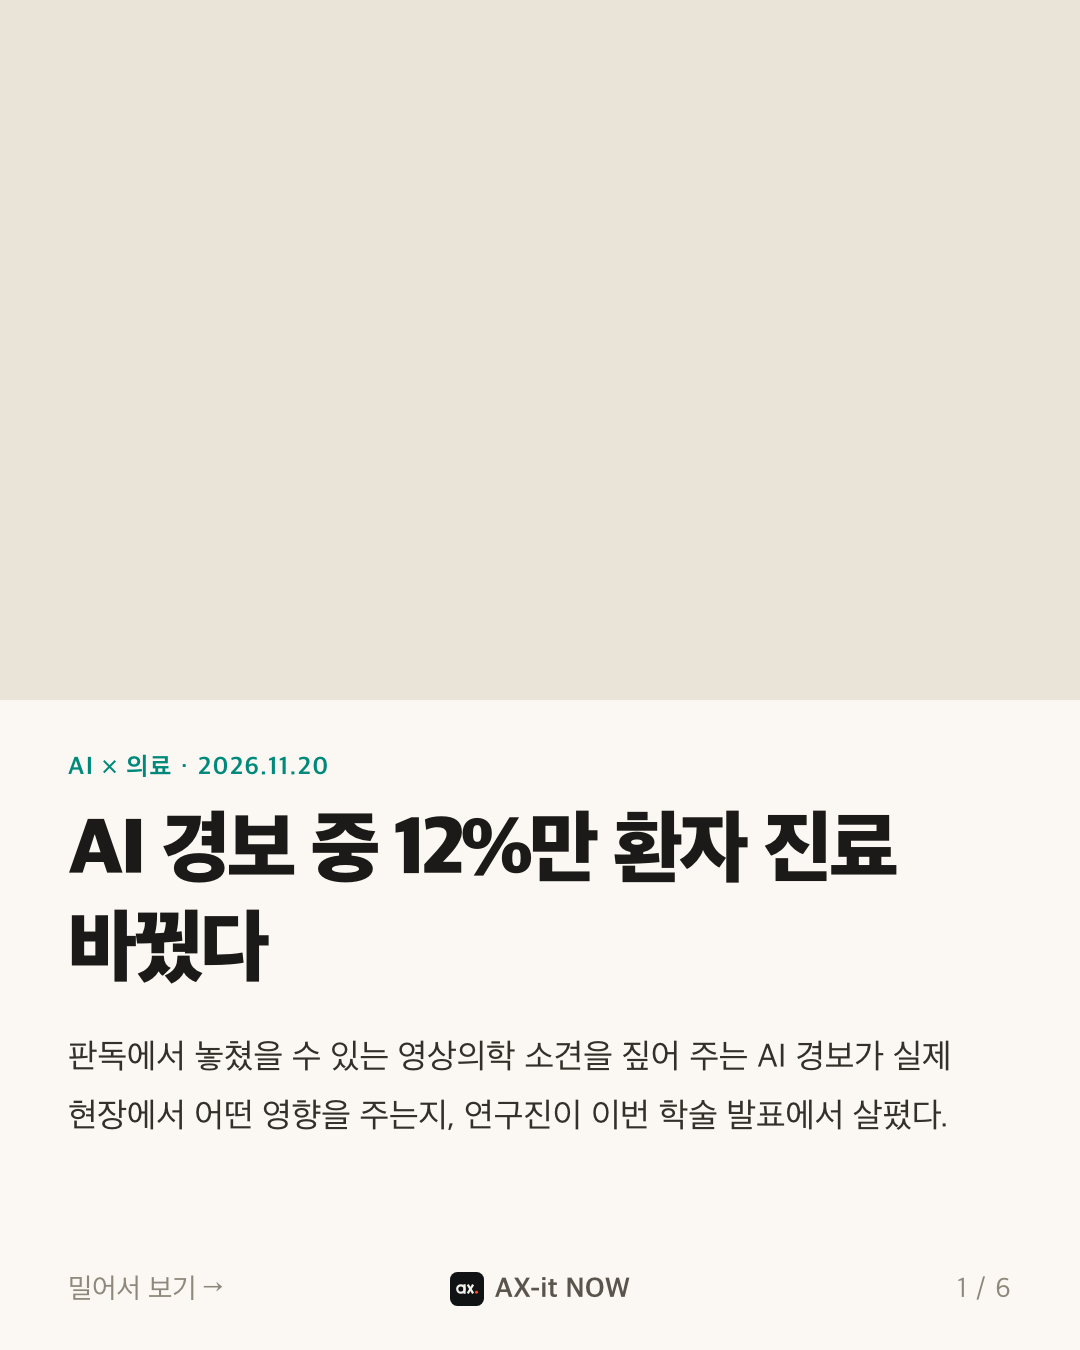 AI × 의료 · 2026.11.20
AI 경보 중 12%만 환자 진료
바꿨다
판독에서 놓쳤을 수 있는 영상의학 소견을 짚어 주는 AI 경보가 실제
현장에서 어떤 영향을 주는지, 연구진이 이번 학술 발표에서 살폈다.
밀어서 보기 →
ax. AX-it NOW
1 / 6